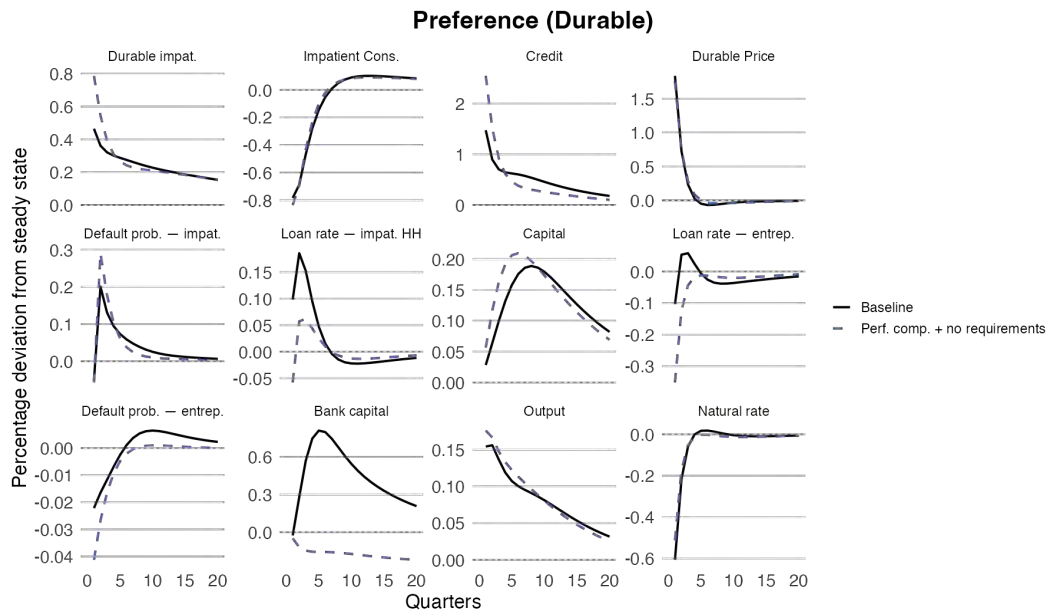 Preference (Durable)
Durable impat. Impatient Cons. Credit Durable Price
0.8 0.6 0.4 0.2 0.0
0.0 -0.2 -0.4 -0.6 -0.8
2 1 0
1.5 1.0 0.5 0.0
Default prob. — impat. Loan rate — impat. HH Capital Loan rate — entrep.
0.3 0.2 0.1 0.0
0.15 0.10 0.05 0.00 -0.05
0.20 0.15 0.10 0.05 0.00
0.0 -0.1 -0.2 -0.3
Default prob. — entrep. Bank capital Output Natural rate
0.00 -0.01 -0.02 -0.03 -0.04
0.6 0.3 0.0
0.15 0.10 0.05 0.00
0.0 -0.2 -0.4 -0.6
0 5 10 15 20 0 5 10 15 20 0 5 10 15 20 0 5 10 15 20
Quarters
Percentage deviation from steady state
Baseline
Perf. comp. + no requirements